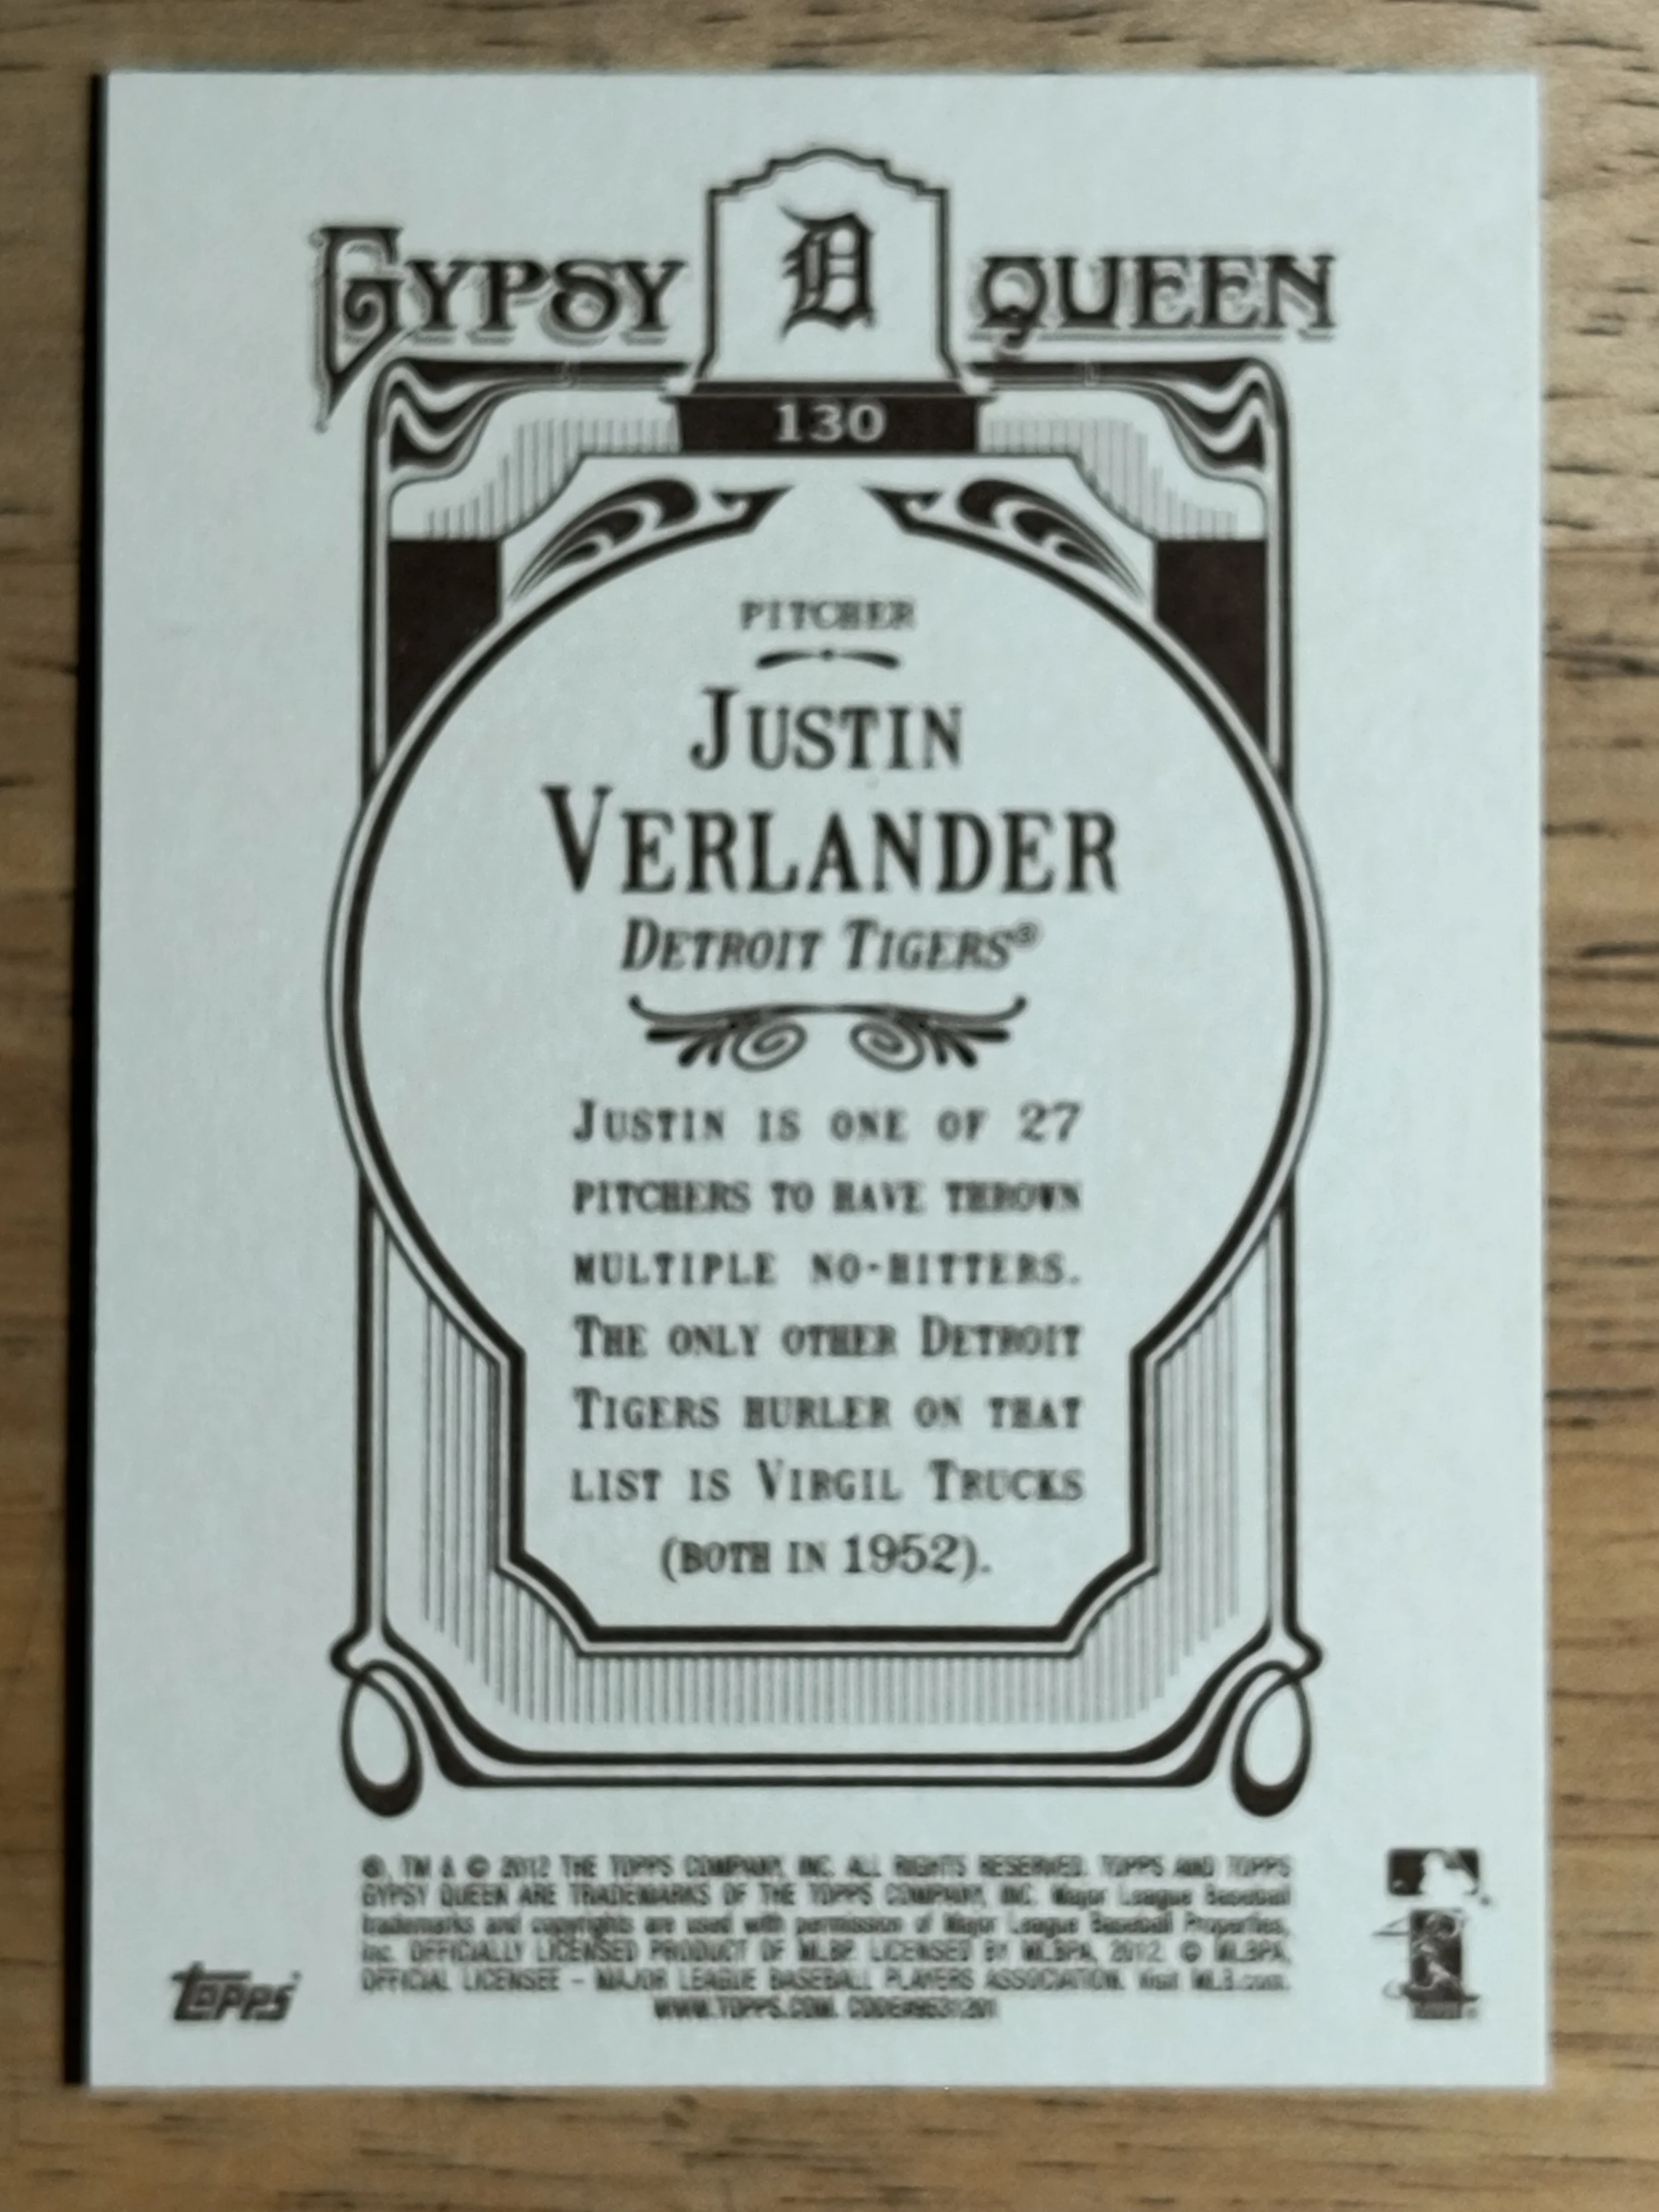 GYPSY D QUEEN
130
PITCHER
JUSTIN
VERLANDER
DETROIT TIGERS®
JUSTIN IS ONE OF 27
PITCHERS TO HAVE THROWN
MULTIPLE NO-HITTERS.
THE ONLY OTHER DETROIT
TIGERS HURLER ON THAT
LIST IS VIRGIL TRUCKS
(BOTH IN 1952).
®, TM & © 2012 THE TOPPS COMPANY, INC. ALL RIGHTS RESERVED. TOPPS AND TOPPS
GYPSY QUEEN ARE TRADEMARKS OF THE TOPPS COMPANY, INC. Major League Baseball
trademarks and copyrights are used with permission of Major League Baseball Properties,
Inc. OFFICIALLY LICENSED PRODUCT OF MLBP. LICENSED BY MLBPA, 2012. © MLBPA,
OFFICIAL LICENSEE – MAJOR LEAGUE BASEBALL PLAYERS ASSOCIATION. Visit MLB.com.
WWW.TOPPS.COM.
topps